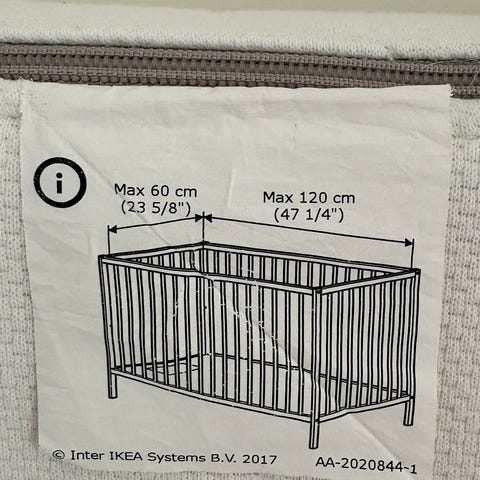 i
Max 60 cm
(23 5/8")
Max 120 cm
(47 1/4")
© Inter IKEA Systems B.V. 2017
AA-2020844-1